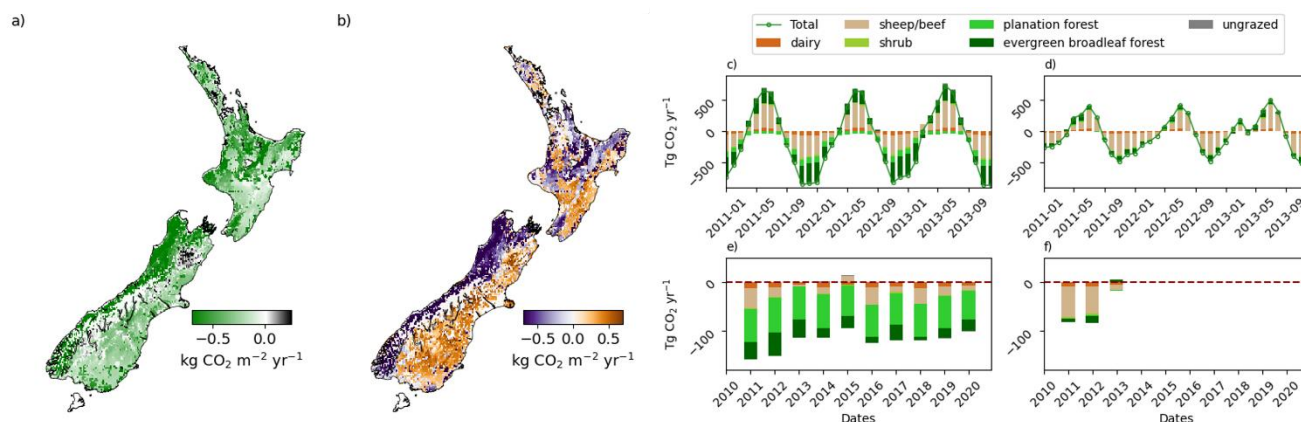 a)
b)
Total
dairy
sheep/beef
shrub
planation forest
evergreen broadleaf forest
ungrazed
−0.5 0.0
kg CO₂ m⁻² yr⁻¹
−0.5 0.0 0.5
kg CO₂ m⁻² yr⁻¹
c)
Tg CO₂ yr⁻¹
500
0
−500
2011-01
2011-05
2011-09
2012-01
2012-05
2012-09
2013-01
2013-05
2013-09
d)
500
0
−500
2011-01
2011-05
2011-09
2012-01
2012-05
2012-09
2013-01
2013-05
2013-09
e)
Tg CO₂ yr⁻¹
0
−100
2010
2011
2012
2013
2014
2015
2016
2017
2018
2019
2020
Dates
f)
0
−100
2010
2011
2012
2013
2014
2015
2016
2017
2018
2019
2020
Dates